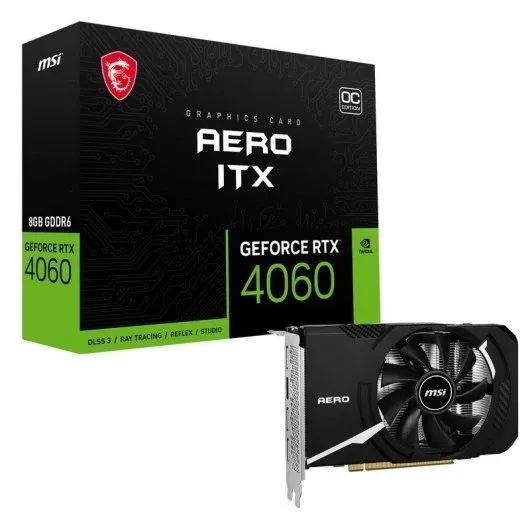 msi
GRAPHICS CARD
OC
EDITION
AERO
ITX
8GB GDDR6
GEFORCE RTX
4060
GEFORCE RTX
4060
NVIDIA
DLSS 3 / RAY TRACING / REFLEX / STUDIO
AERO
msi